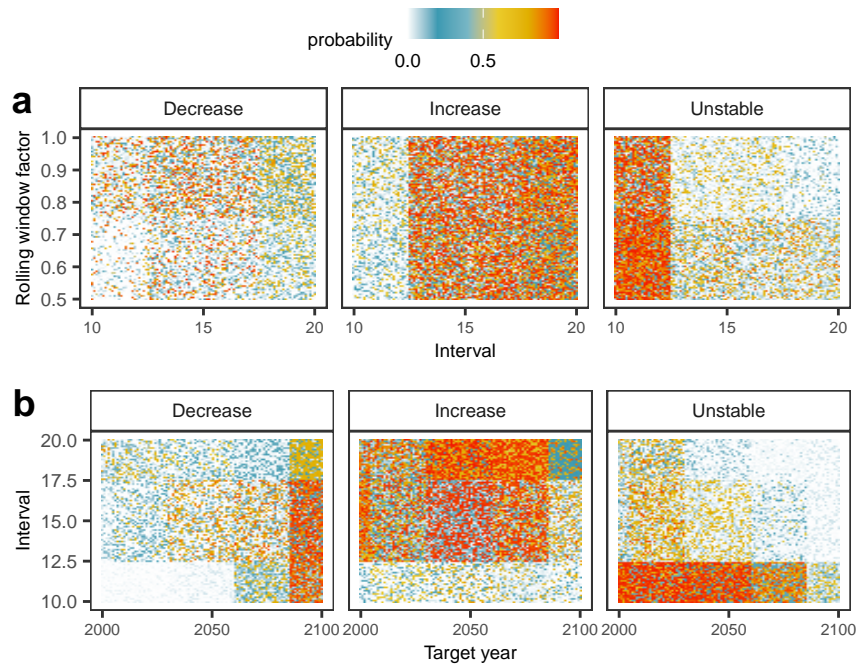 probability
0.0 0.5
a
Decrease Increase Unstable
Rolling window factor
1.0
0.9
0.8
0.7
0.6
0.5
10 15 20 10 15 20 10 15 20
Interval
b
Decrease Increase Unstable
Interval
20.0
17.5
15.0
12.5
10.0
2000 2050 2100 2000 2050 2100 2000 2050 2100
Target year